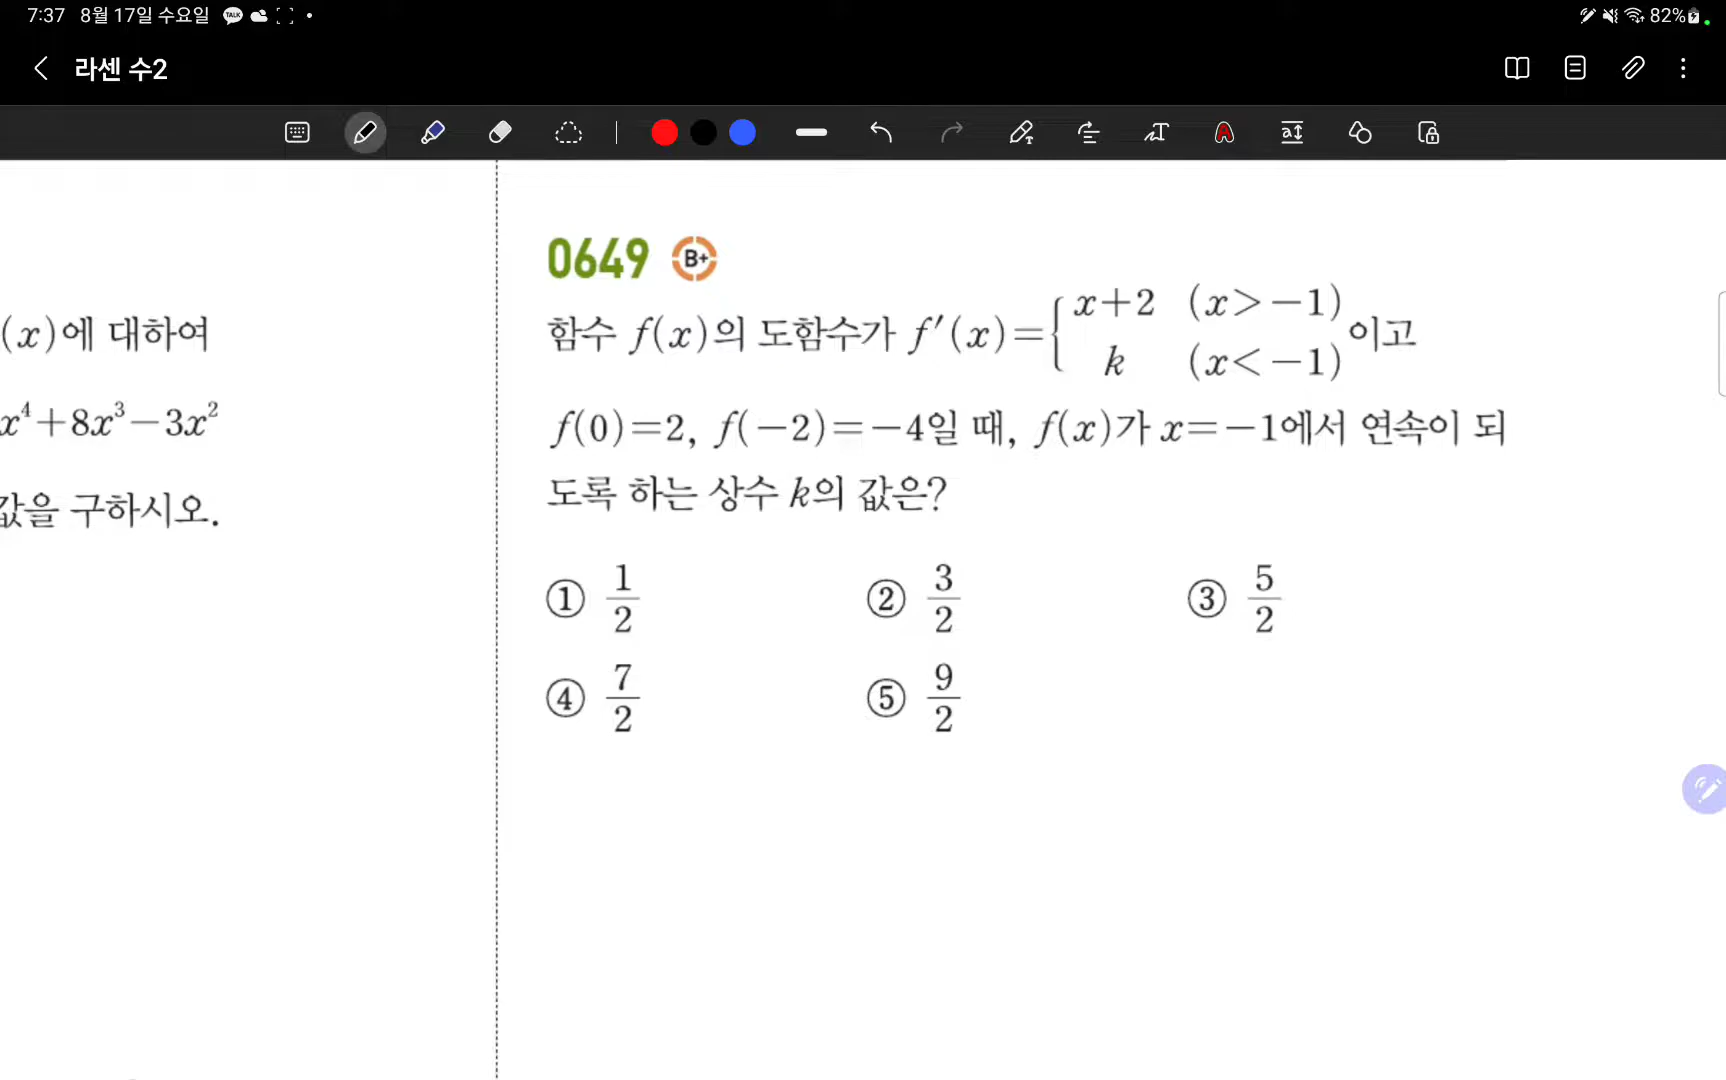 7:37 8월 17일 수요일 TALK 82%
라센 수2
(x)에 대하여
x⁴+8x³−3x²
값을 구하시오.
0649 B+
함수 f(x)의 도함수가 f′(x)={ x+2 (x>−1) 이고
k (x<−1)
f(0)=2, f(−2)=−4일 때, f(x)가 x=−1에서 연속이 되
도록 하는 상수 k의 값은?
① 1/2 ② 3/2 ③ 5/2
④ 7/2 ⑤ 9/2